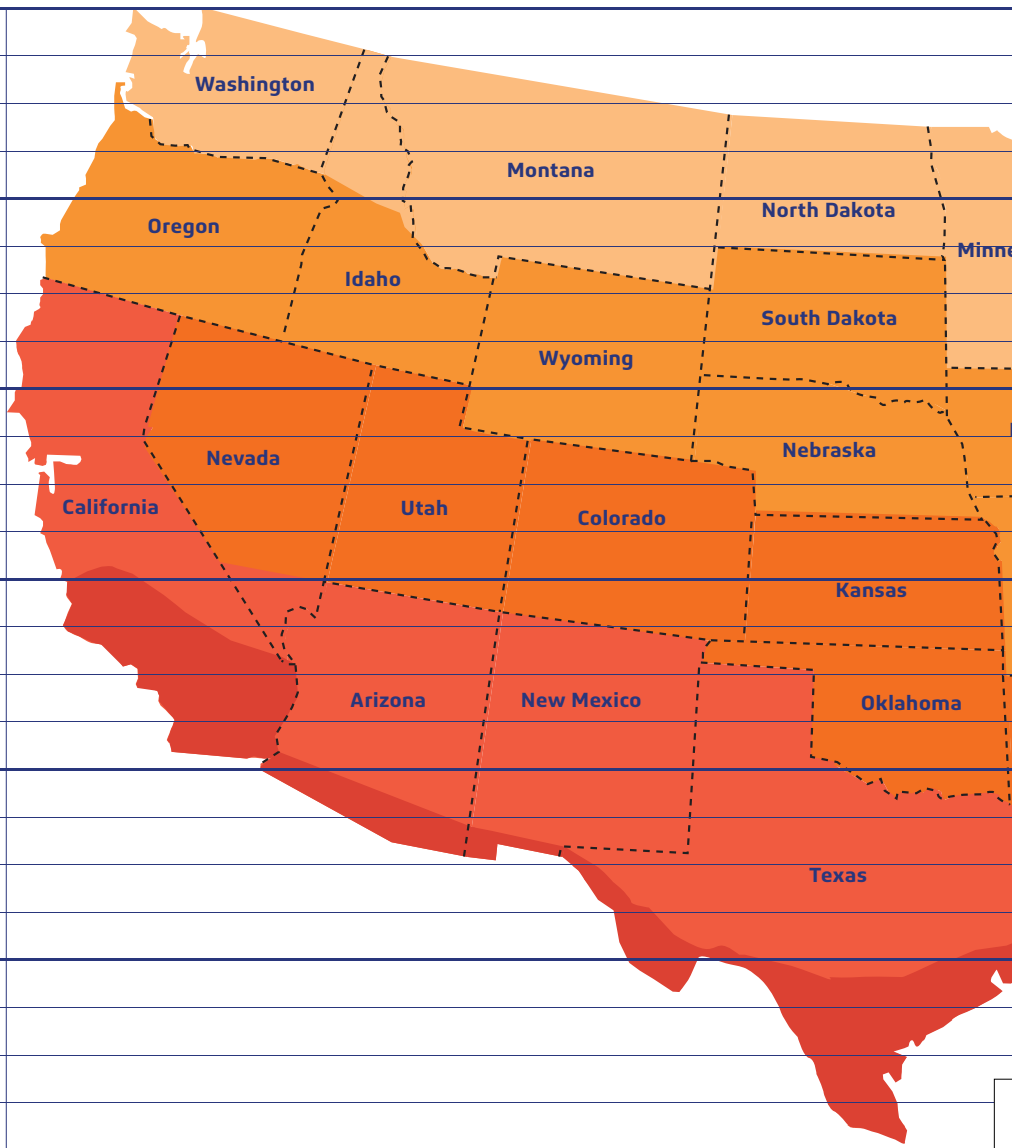 Washington
Montana
North Dakota
Oregon
Minne
Idaho
South Dakota
Wyoming
Nebraska
Nevada
California
Utah
Colorado
Kansas
Arizona
New Mexico
Oklahoma
Texas